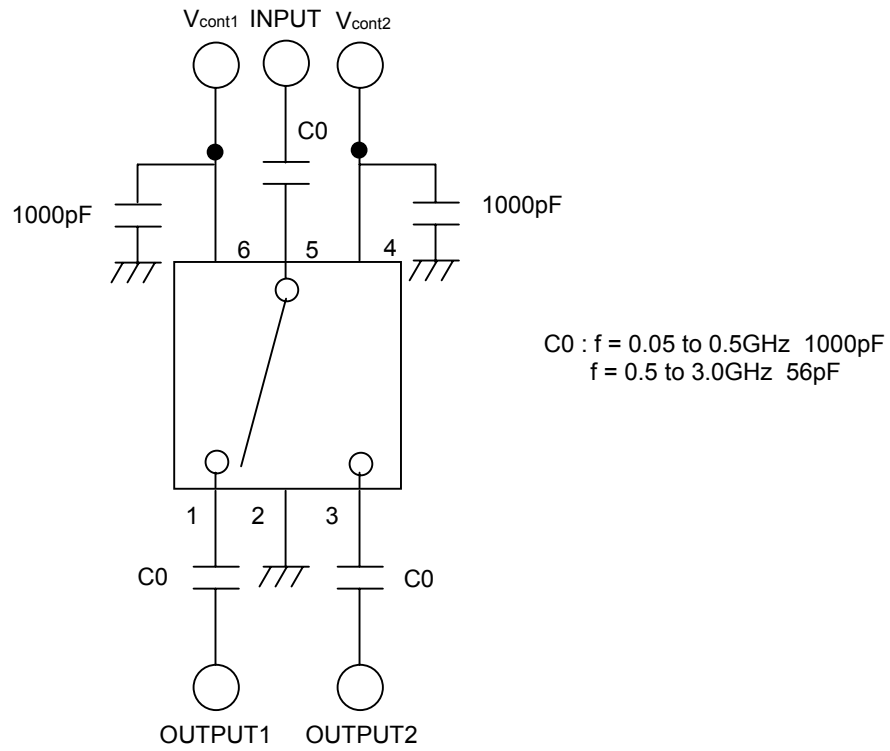 Vcont1 INPUT Vcont2
C0
1000pF
1000pF
6 5 4
C0 : f = 0.05 to 0.5GHz 1000pF
f = 0.5 to 3.0GHz 56pF
1 2 3
C0
C0
OUTPUT1 OUTPUT2